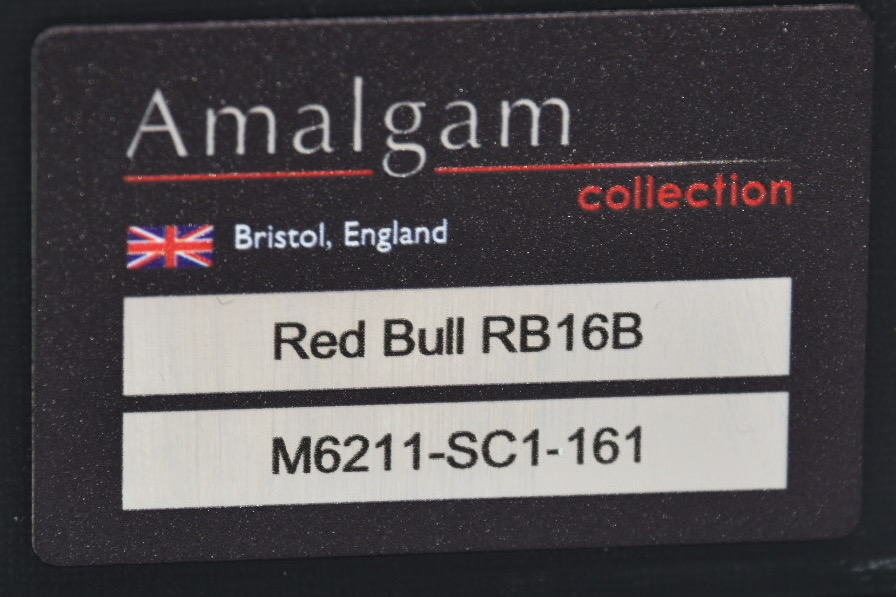 Amalgam
collection
Bristol, England
Red Bull RB16B
M6211-SC1-161